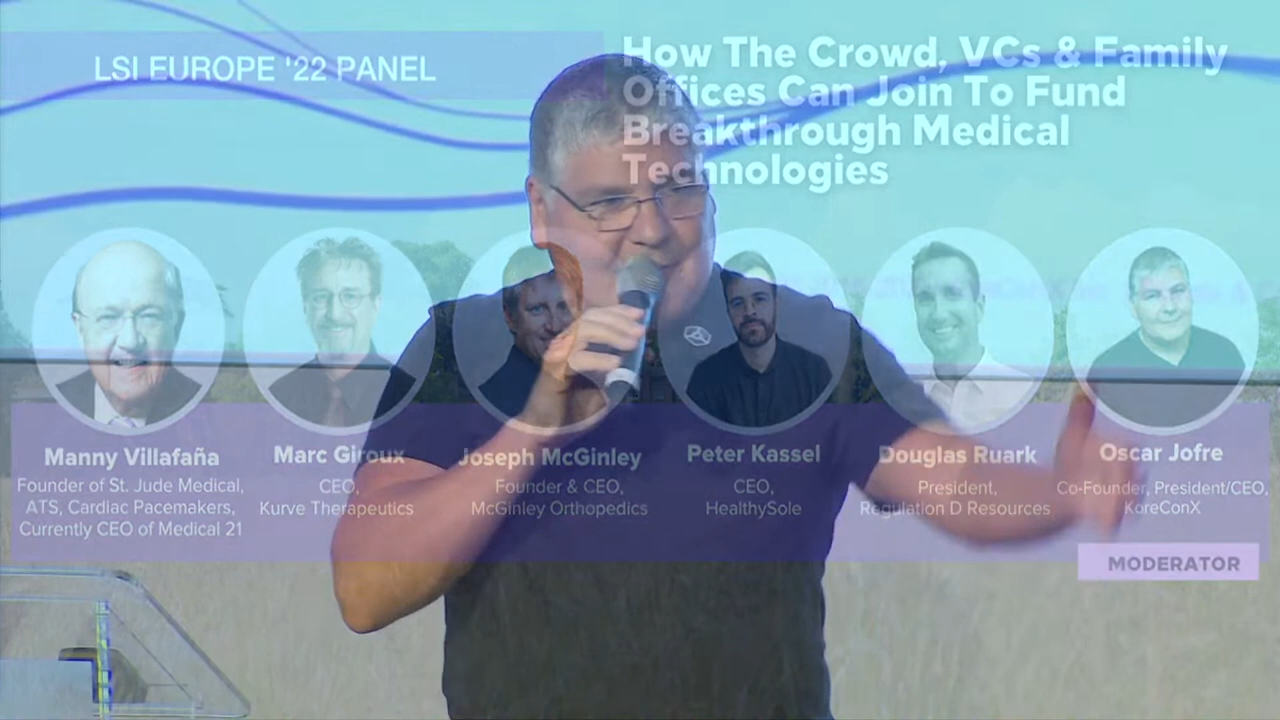 LSI EUROPE '22 PANEL
How The Crowd, VCs & Family
Offices Can Join To Fund
Breakthrough Medical
Technologies
Manny Villafaña
Founder of St. Jude Medical,
ATS, Cardiac Pacemakers,
Currently CEO of Medical 21
Marc Giroux
CEO,
Kurve Therapeutics
Joseph McGinley
Founder & CEO,
McGinley Orthopedics
Peter Kassel
CEO,
HealthySole
Douglas Ruark
President,
Regulation D Resources
Oscar Jofre
Co-Founder, President/CEO,
KoreConX
MODERATOR